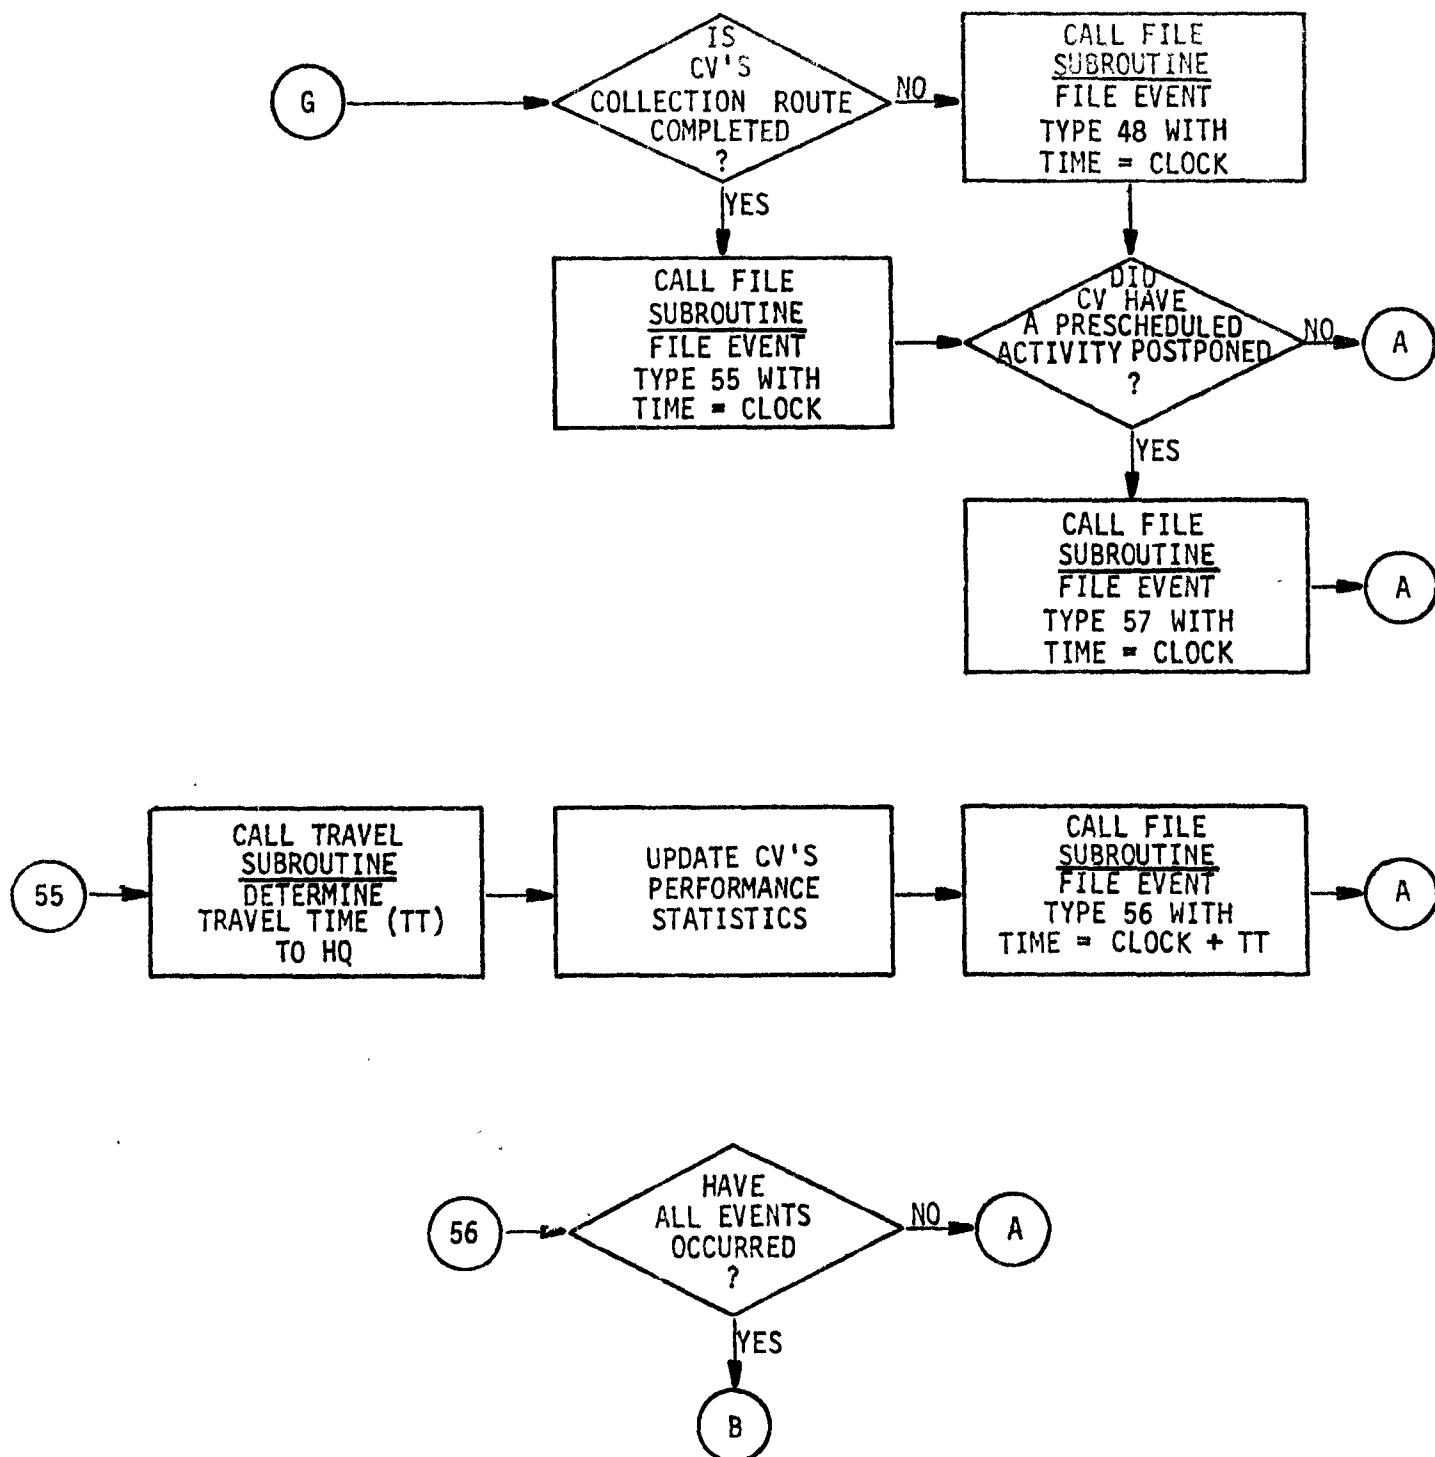 G
IS
CV'S
COLLECTION ROUTE
COMPLETED
?
NO
CALL FILE
SUBROUTINE
FILE EVENT
TYPE 48 WITH
TIME = CLOCK
YES
CALL FILE
SUBROUTINE
FILE EVENT
TYPE 55 WITH
TIME = CLOCK
DID
CV HAVE
A PRESCHEDULED
ACTIVITY POSTPONED
?
NO
A
YES
CALL FILE
SUBROUTINE
FILE EVENT
TYPE 57 WITH
TIME = CLOCK
A
55
CALL TRAVEL
SUBROUTINE
DETERMINE
TRAVEL TIME (TT)
TO HQ
UPDATE CV'S
PERFORMANCE
STATISTICS
CALL FILE
SUBROUTINE
FILE EVENT
TYPE 56 WITH
TIME = CLOCK + TT
A
56
HAVE
ALL EVENTS
OCCURRED
?
NO
A
YES
B